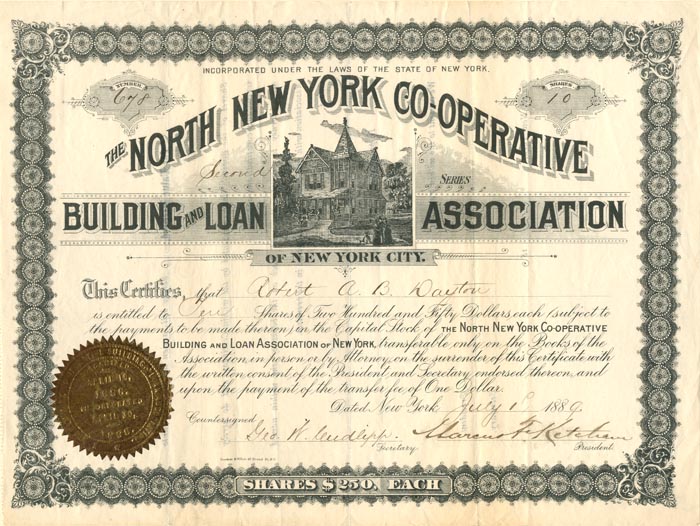 INCORPORATED UNDER THE LAWS OF THE STATE OF NEW YORK.
NUMBER
678
SHARES
10
THE NORTH NEW YORK CO-OPERATIVE
Second SERIES
BUILDING AND LOAN ASSOCIATION
OF NEW YORK CITY.
This Certifies, that Robert A. B. Dayton
is entitled to Ten Shares of Two Hundred and Fifty Dollars each (subject to
the payments to be made thereon) in the Capital Stock of THE NORTH NEW YORK CO-OPERATIVE
BUILDING AND LOAN ASSOCIATION OF NEW YORK, transferable only on the Books of the
Association, in person or by Attorney, on the surrender of this Certificate with
the written consent of the President and Secretary endorsed thereon, and
upon the payment of the transfer fee of One Dollar.
Dated New York July 1st 1889.
Countersigned
Geo. W.
Secretary.
Clarence F. Ketcham
President.
SHARES $250. EACH